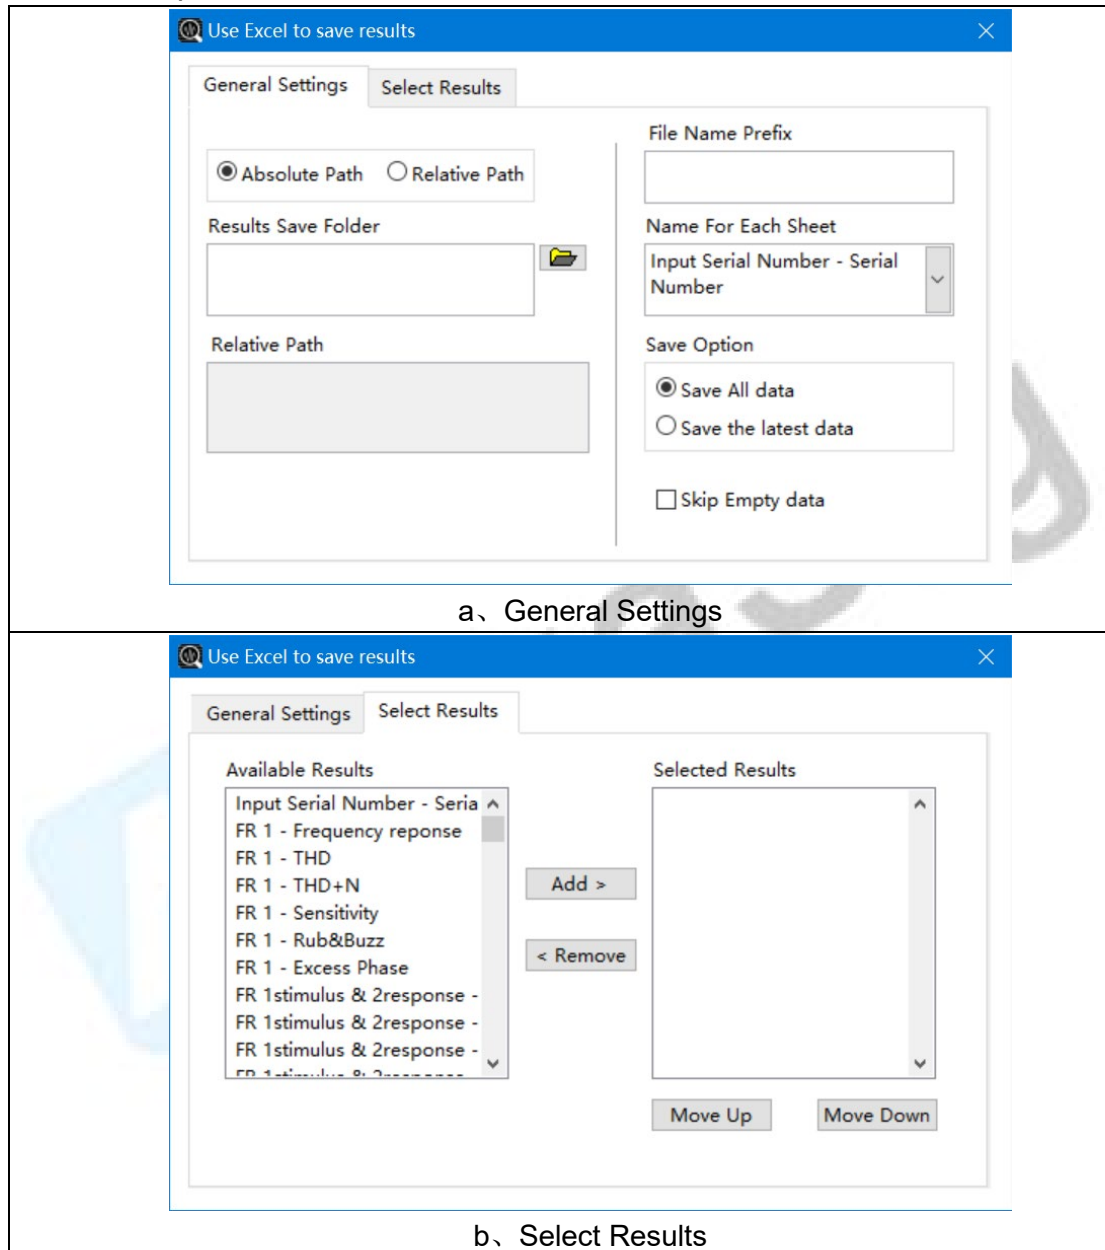 Use Excel to save results
General Settings
Select Results
Absolute Path
Relative Path
Results Save Folder
Relative Path
File Name Prefix
Name For Each Sheet
Input Serial Number - Serial
Number
Save Option
Save All data
Save the latest data
Skip Empty data
a、General Settings
Use Excel to save results
General Settings
Select Results
Available Results
Input Serial Number - Seria
FR 1 - Frequency reponse
FR 1 - THD
FR 1 - THD+N
FR 1 - Sensitivity
FR 1 - Rub&Buzz
FR 1 - Excess Phase
FR 1stimulus & 2response -
FR 1stimulus & 2response -
FR 1stimulus & 2response -
Add >
< Remove
Selected Results
Move Up
Move Down
b、Select Results